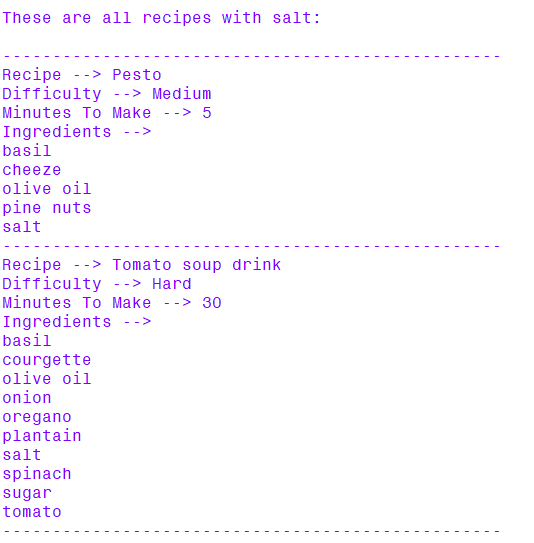 These are all recipes with salt:

--------------------------------------------------
Recipe --> Pesto
Difficulty --> Medium
Minutes To Make --> 5
Ingredients -->
basil
cheeze
olive oil
pine nuts
salt
--------------------------------------------------
Recipe --> Tomato soup drink
Difficulty --> Hard
Minutes To Make --> 30
Ingredients -->
basil
courgette
olive oil
onion
oregano
plantain
salt
spinach
sugar
tomato
--------------------------------------------------